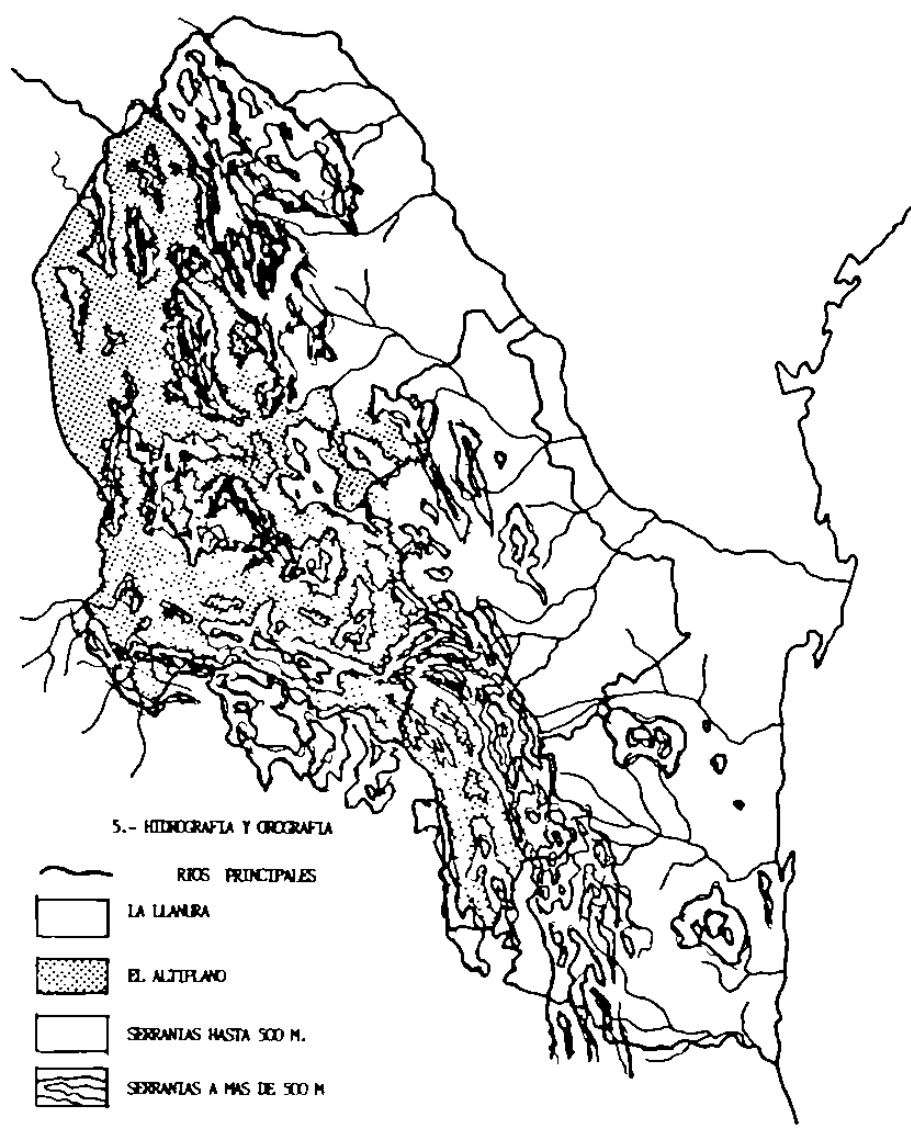 5.- HIDROGRAFIA Y OROGRAFIA
RIOS PRINCIPALES
LA LLANURA
EL ALTIPLANO
SERRANIAS HASTA 500 M.
SERRANIAS A MAS DE 500 M